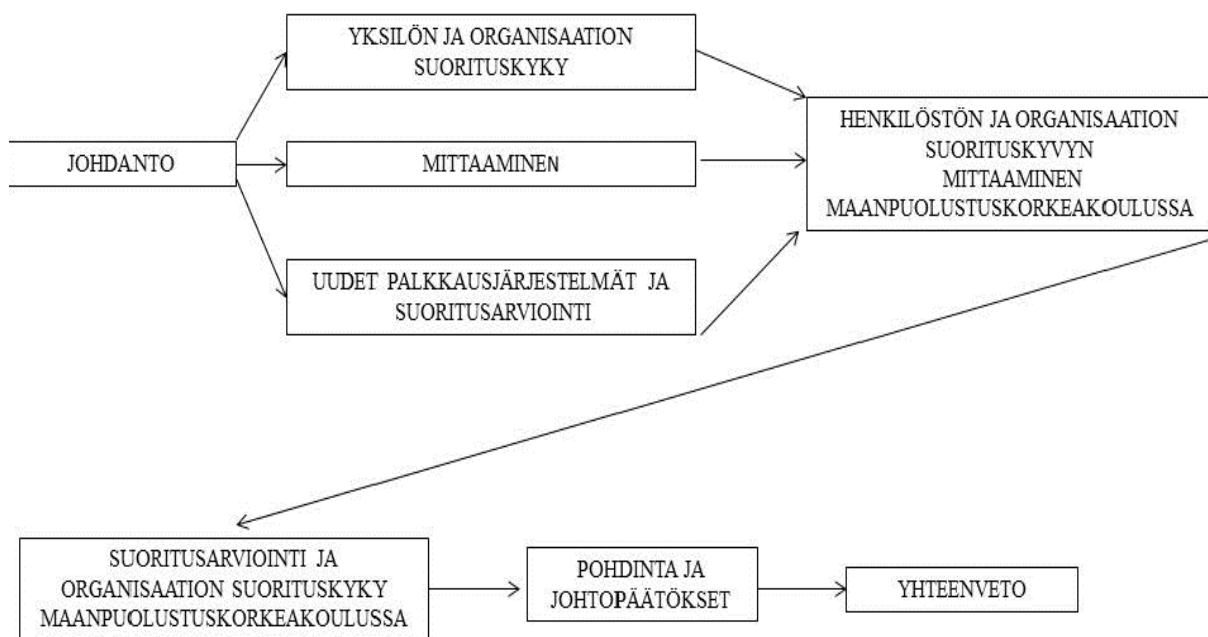 YKSILÖN JA ORGANISAATION
SUORITUSKYKY
JOHDANTO
MITTAAMINEN
UUDET PALKKAUSJÄRJESTELMÄT JA
SUORITUSARVIOINTI
HENKILÖSTÖN JA ORGANISAATION
SUORITUSKYVYN
MITTAAMINEN
MAANPUOLUSTUSKORKEAKOULUSSA
SUORITUSARVIOINTI JA
ORGANISAATION SUORITUSKYKY
MAANPUOLUSTUSKORKEAKOULUSSA
POHDINTA JA
JOHTOPÄÄTÖKSET
YHTEENVETO